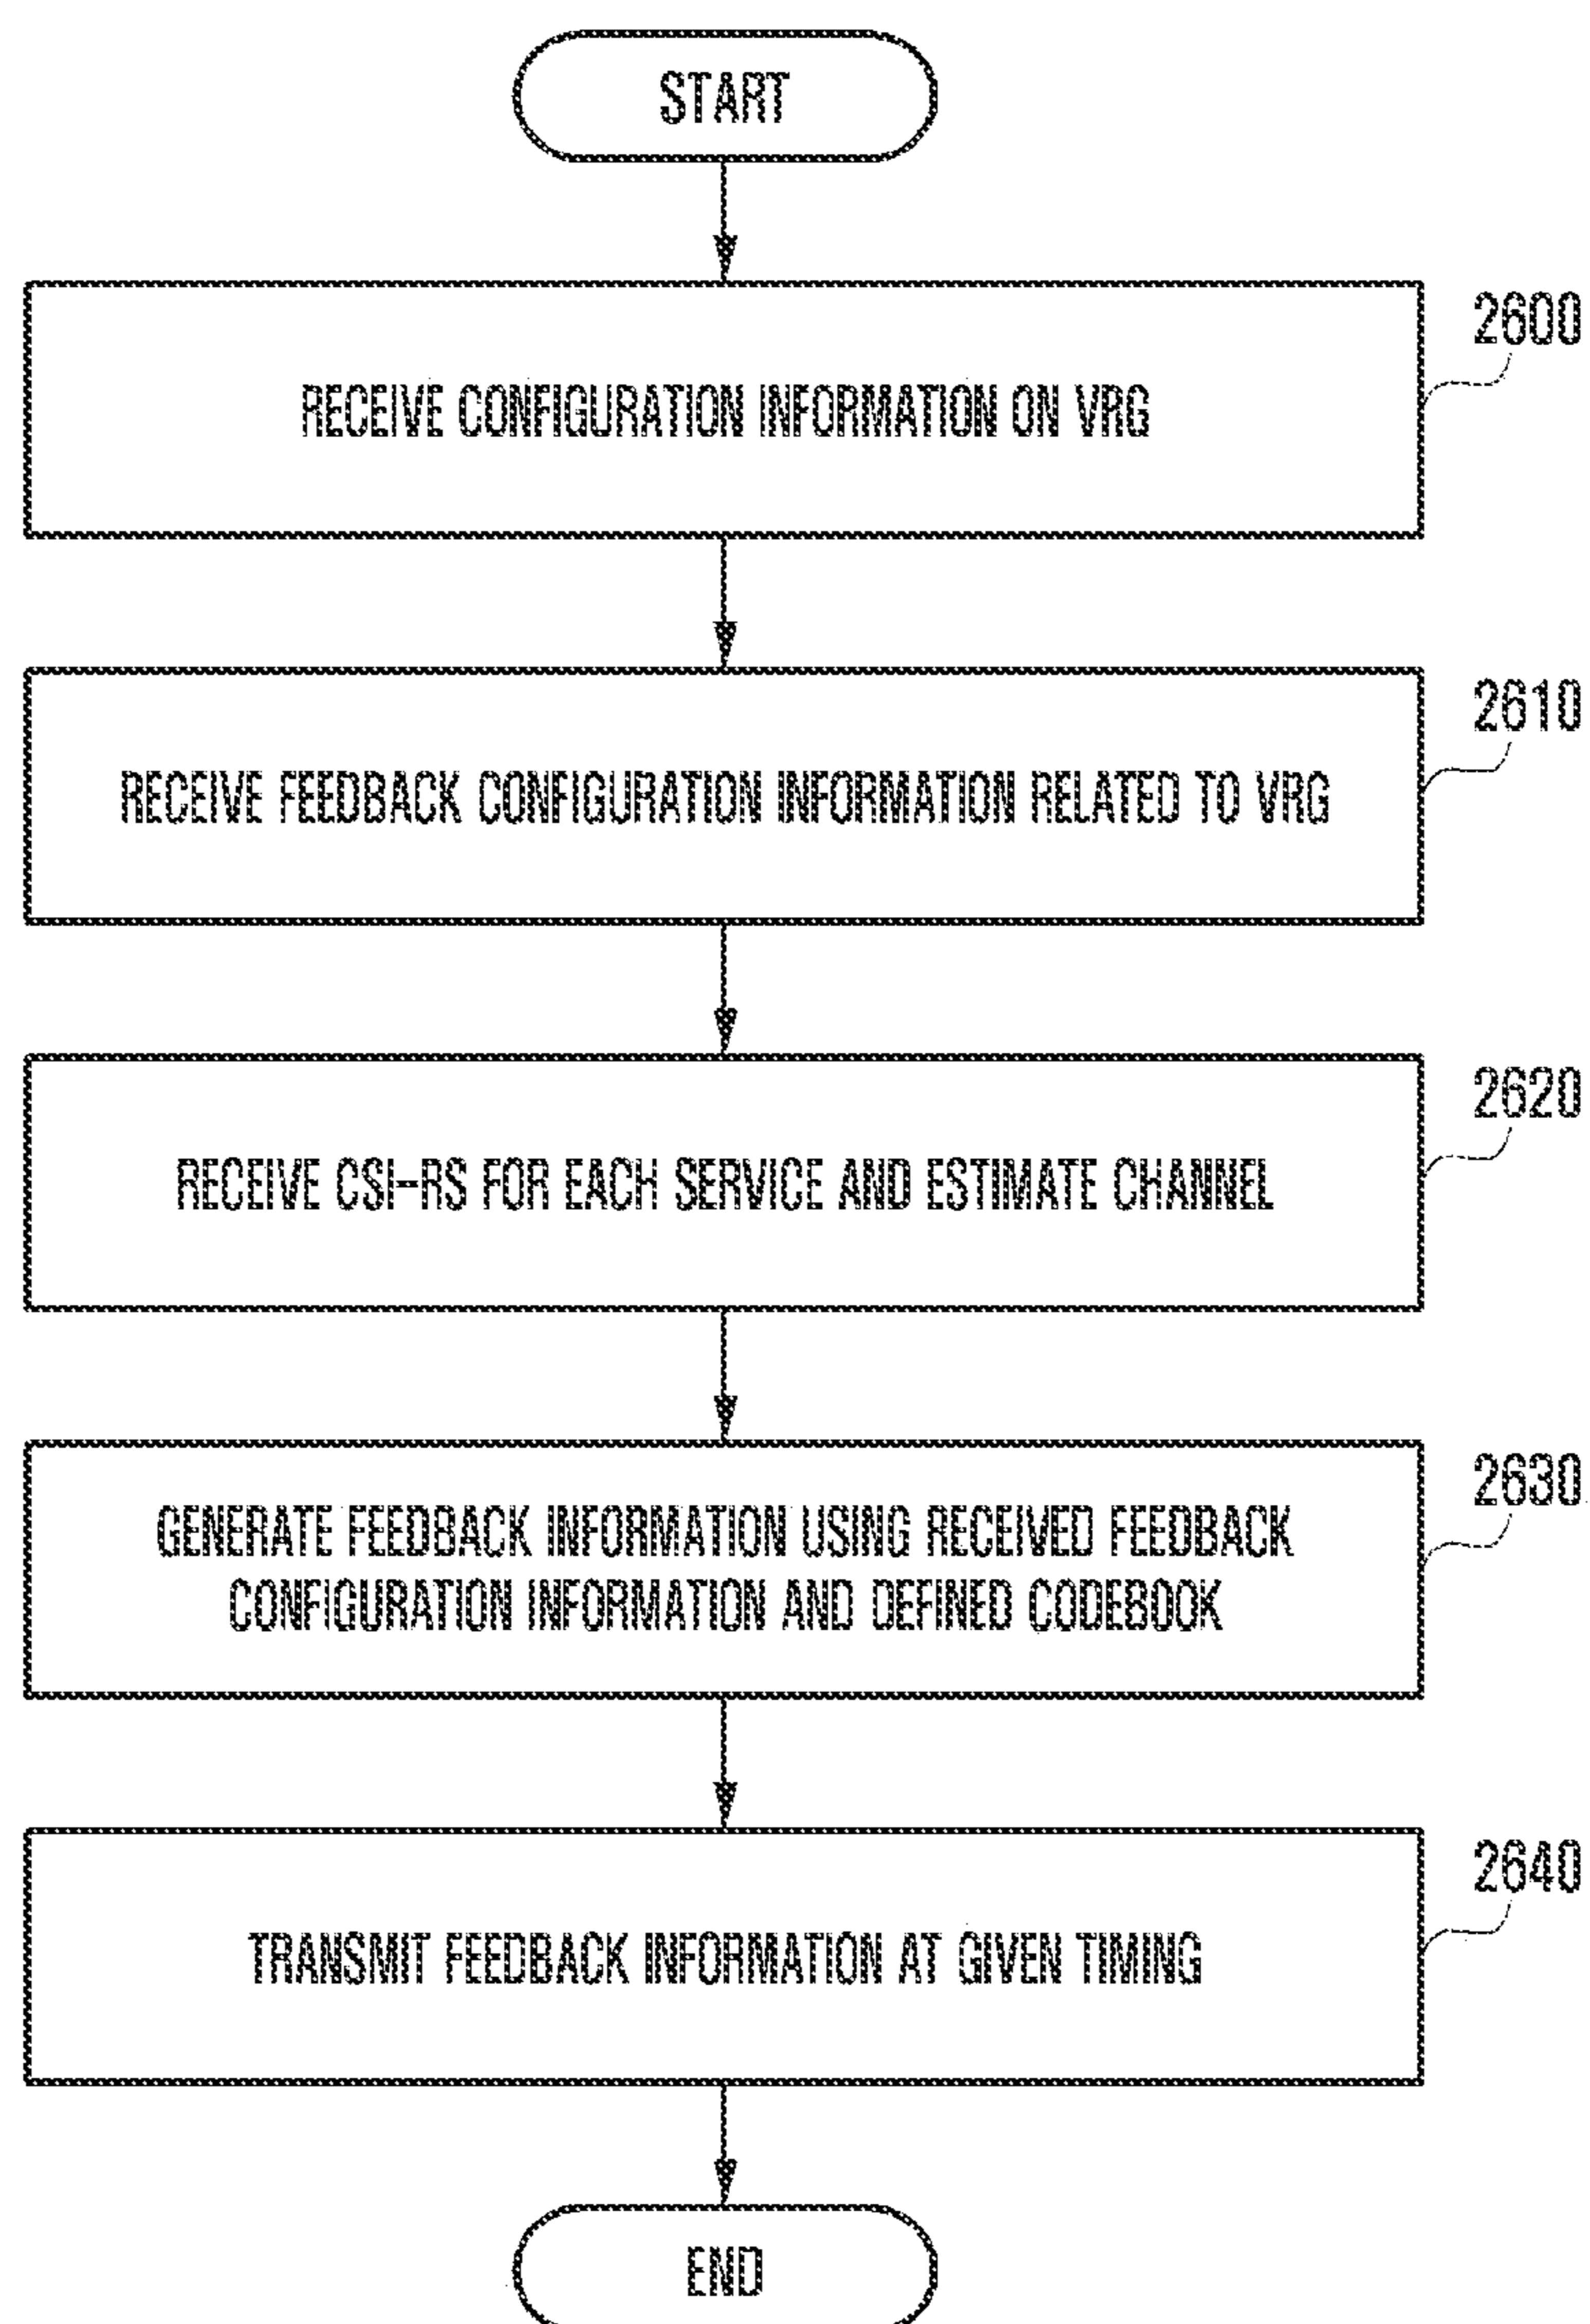 START
2600
RECEIVE CONFIGURATION INFORMATION ON VRG
2610
RECEIVE FEEDBACK CONFIGURATION INFORMATION RELATED TO VRG
2620
RECEIVE CSI-RS FOR EACH SERVICE AND ESTIMATE CHANNEL
2630
GENERATE FEEDBACK INFORMATION USING RECEIVED FEEDBACK
CONFIGURATION INFORMATION AND DEFINED CODEBOOK
2640
TRANSMIT FEEDBACK INFORMATION AT GIVEN TIMING
END